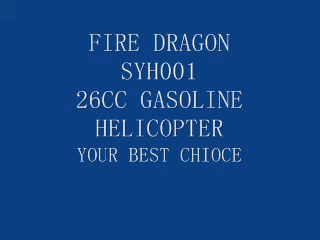 FIRE DRAGON
SYH001
26CC GASOLINE
HELICOPTER
YOUR BEST CHIOCE